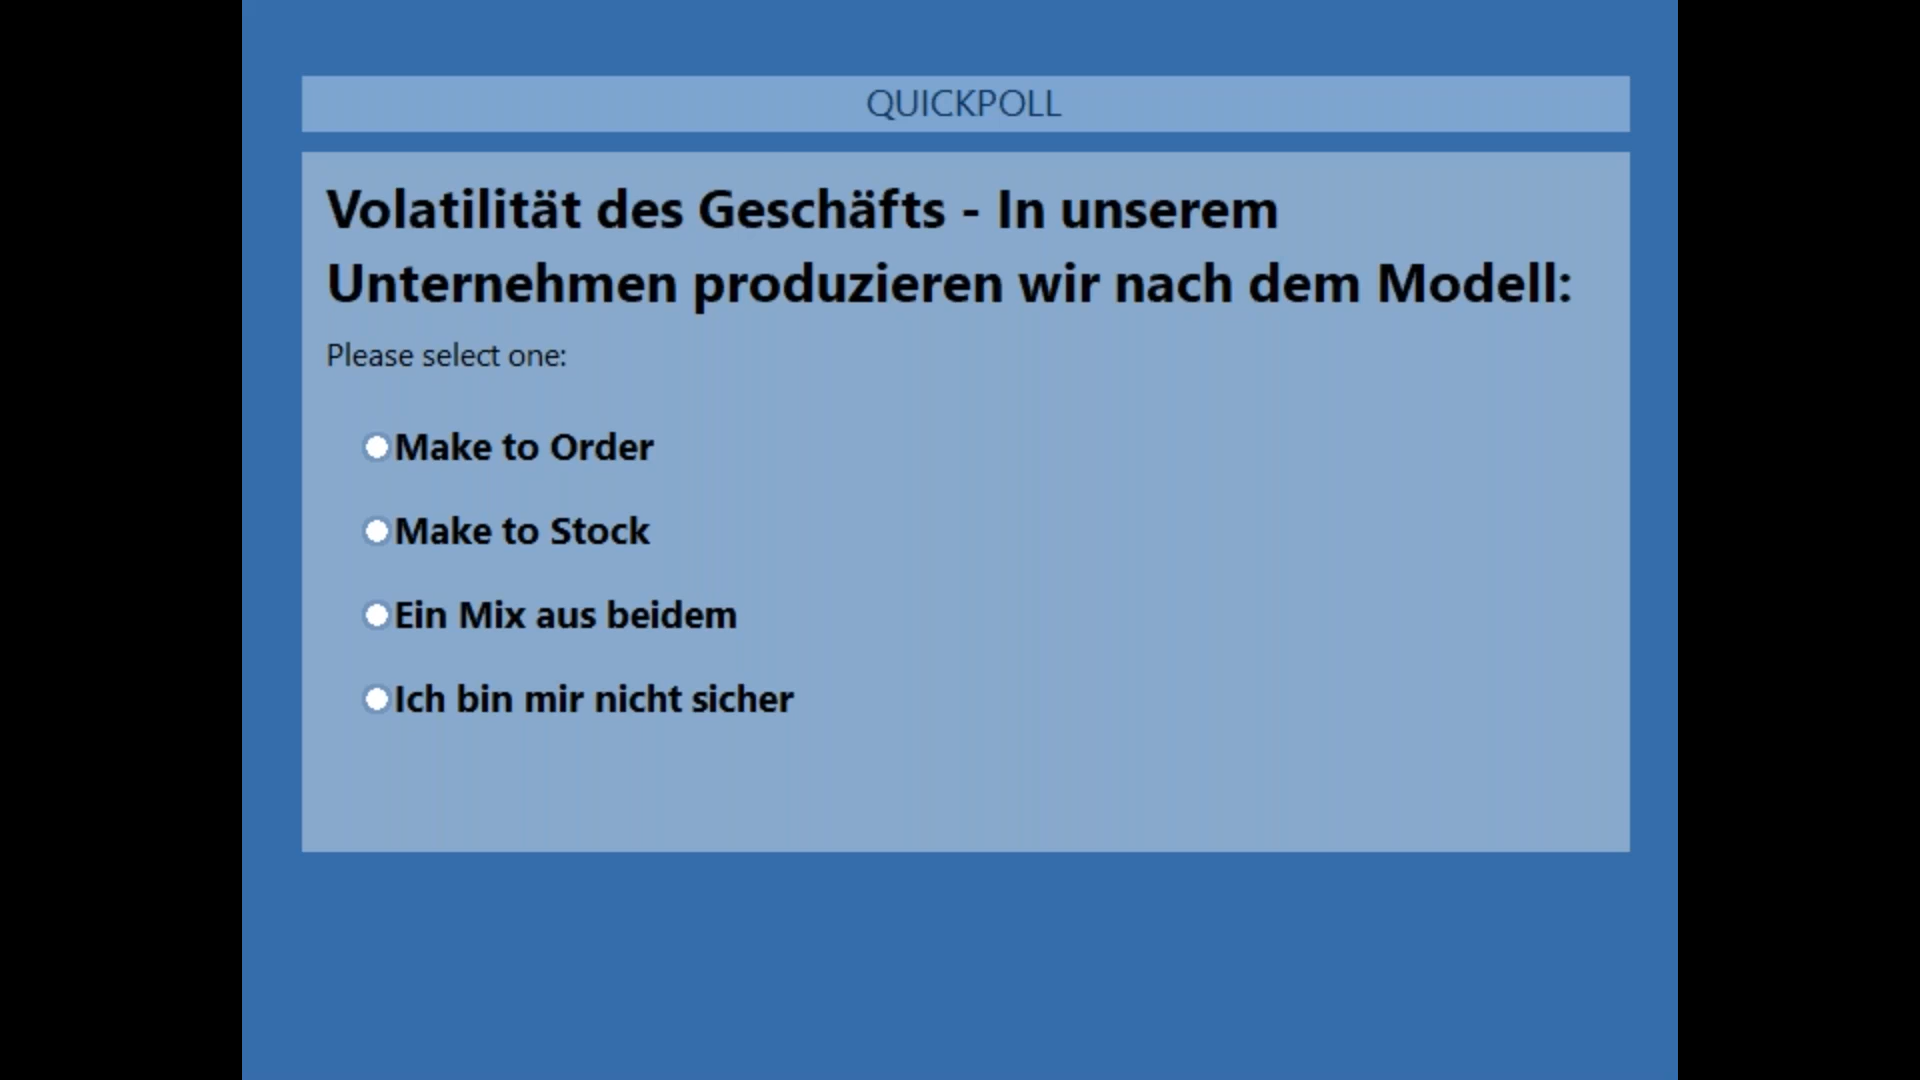 QUICKPOLL
Volatilität des Geschäfts - In unserem
Unternehmen produzieren wir nach dem Modell:
Please select one:
Make to Order
Make to Stock
Ein Mix aus beidem
Ich bin mir nicht sicher